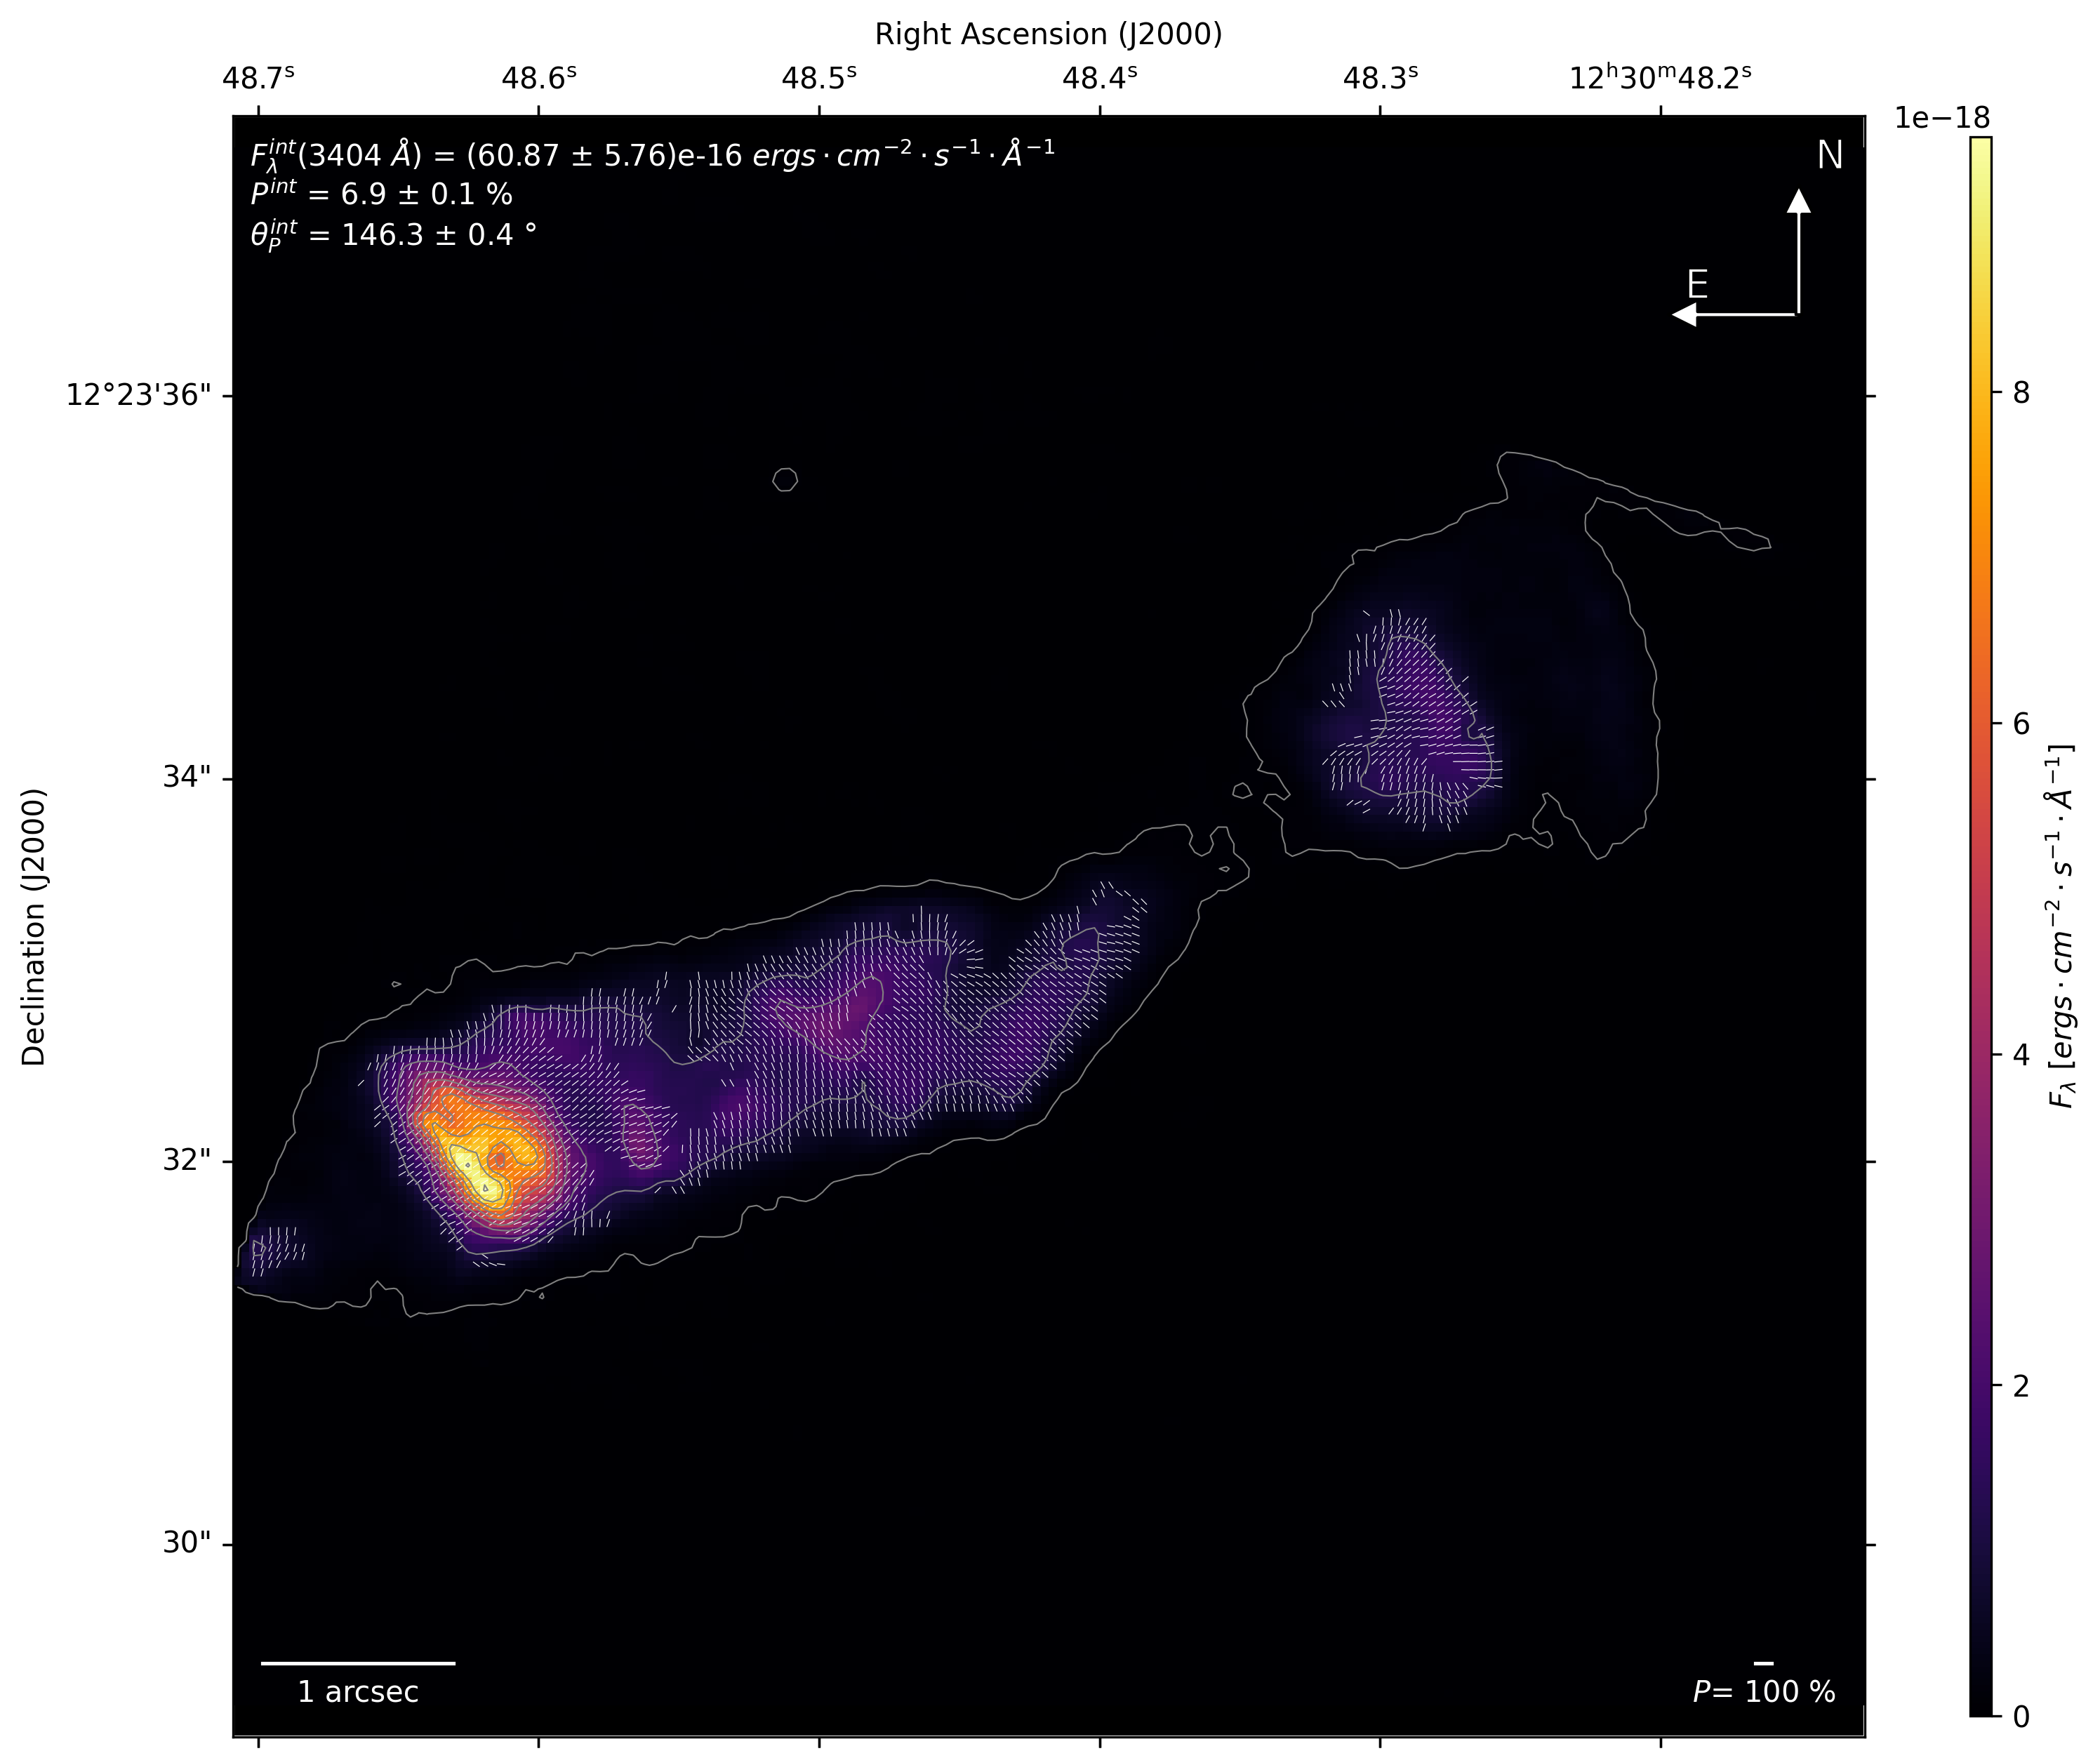 Right Ascension (J2000)
48.7ˢ 48.6ˢ 48.5ˢ 48.4ˢ 48.3ˢ 12ʰ30ᵐ48.2ˢ
1e−18
F_λ^int(3404 Å) = (60.87 ± 5.76)e-16 ergs · cm⁻² · s⁻¹ · Å⁻¹
P^int = 6.9 ± 0.1 %
θ_P^int = 146.3 ± 0.4 °
N
E
12°23'36"
34"
32"
30"
Declination (J2000)
8
6
4
2
0
F_λ [ergs · cm⁻² · s⁻¹ · Å⁻¹]
1 arcsec
P= 100 %